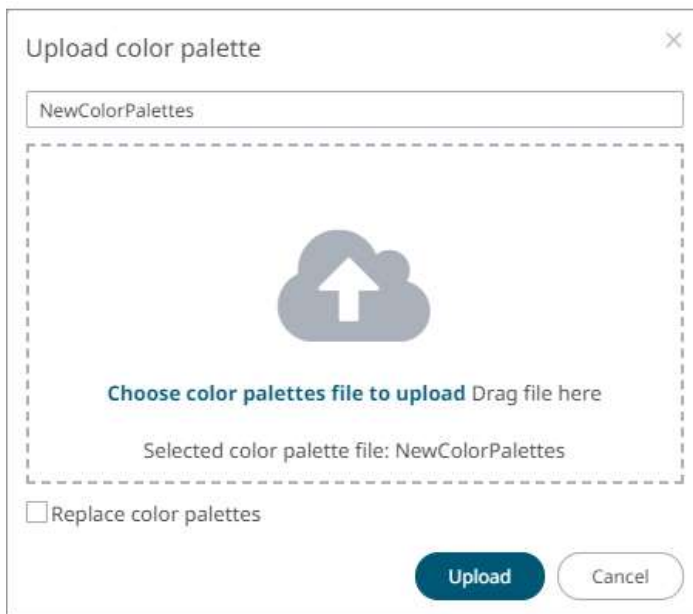 Upload color palette
NewColorPalettes
Choose color palettes file to upload Drag file here
Selected color palette file: NewColorPalettes
Replace color palettes
Upload Cancel